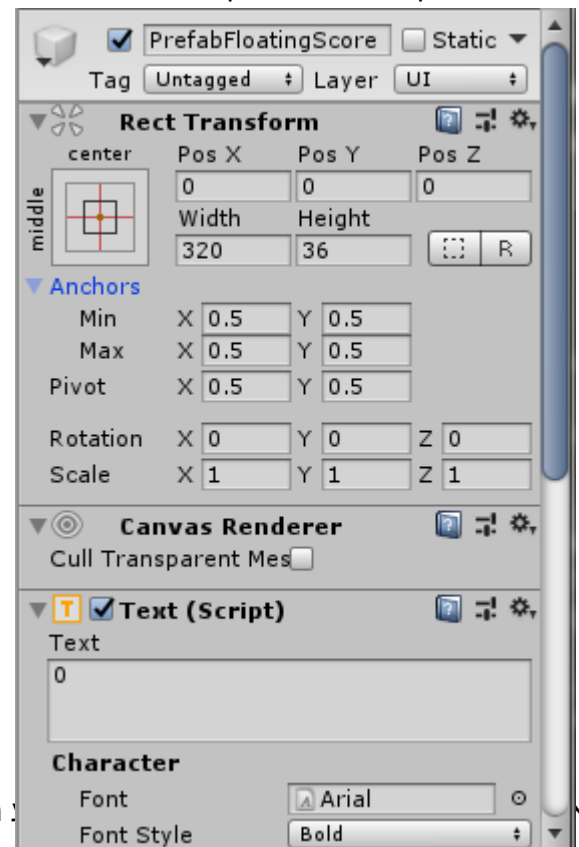 PrefabFloatingScore Static
Tag Untagged Layer UI
Rect Transform
center Pos X Pos Y Pos Z
middle 0 0 0
Width Height
320 36 R
Anchors
Min X 0.5 Y 0.5
Max X 0.5 Y 0.5
Pivot X 0.5 Y 0.5
Rotation X 0 Y 0 Z 0
Scale X 1 Y 1 Z 1
Canvas Renderer
Cull Transparent Mes
T Text (Script)
Text
0
Character
Font Arial
Font Style Bold